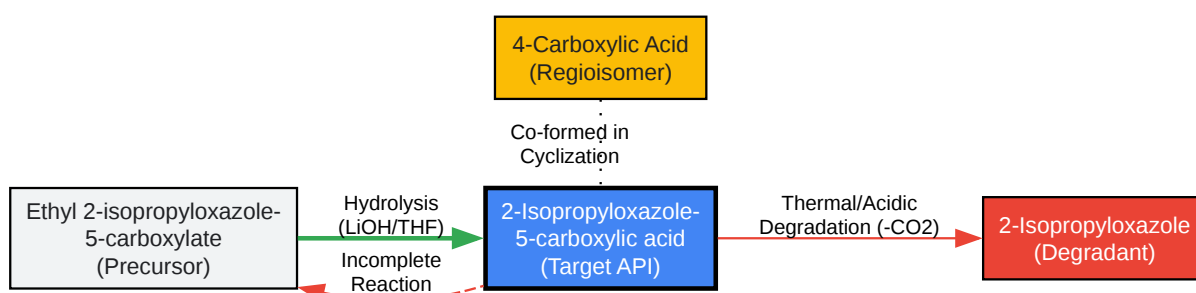 4-Carboxylic Acid
(Regioisomer)
Co-formed in
Cyclization
Ethyl 2-isopropyloxazole-
5-carboxylate
(Precursor)
Hydrolysis
(LiOH/THF)
Incomplete
Reaction
2-Isopropyloxazole-
5-carboxylic acid
(Target API)
Thermal/Acidic
Degradation (-CO2)
2-Isopropyloxazole
(Degradant)